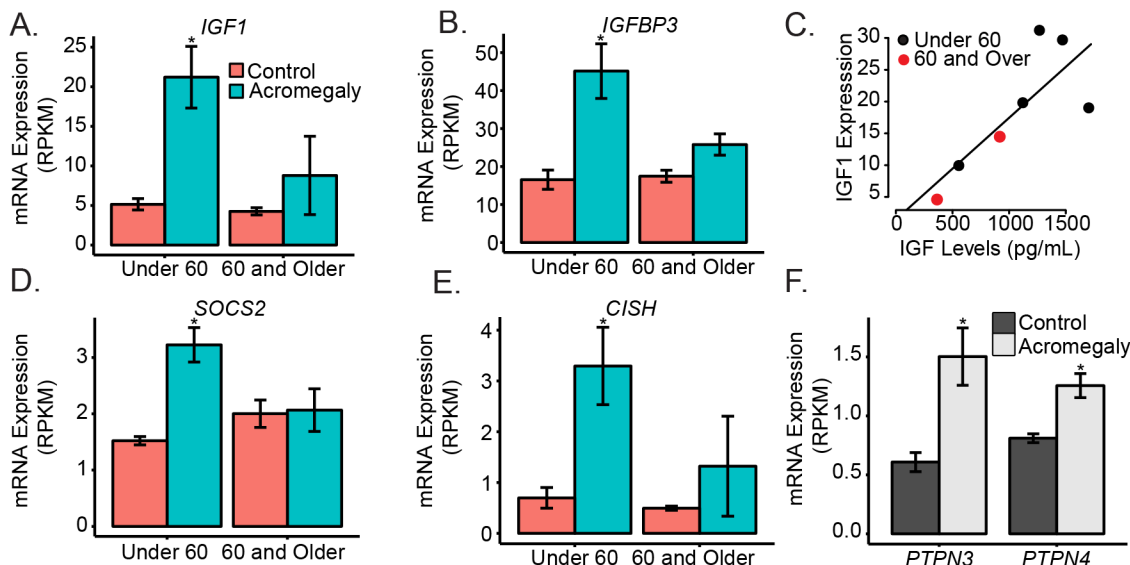 A.
IGF1
mRNA Expression
(RPKM)
25
20
15
10
5
0
*
Control
Acromegaly
Under 60
60 and Older
B.
IGFBP3
mRNA Expression
(RPKM)
50
40
30
20
10
0
*
Under 60
60 and Older
C.
IGF1 Expresssion
30
25
20
15
10
5
Under 60
60 and Over
0
500
1000
1500
IGF Levels (pg/mL)
D.
SOCS2
mRNA Expression
(RPKM)
3
2
1
0
*
Under 60
60 and Older
E.
CISH
mRNA Expression
(RPKM)
4
3
2
1
0
*
Under 60
60 and Older
F.
mRNA Expression
(RPKM)
1.5
1.0
0.5
0.0
*
*
Control
Acromegaly
PTPN3
PTPN4